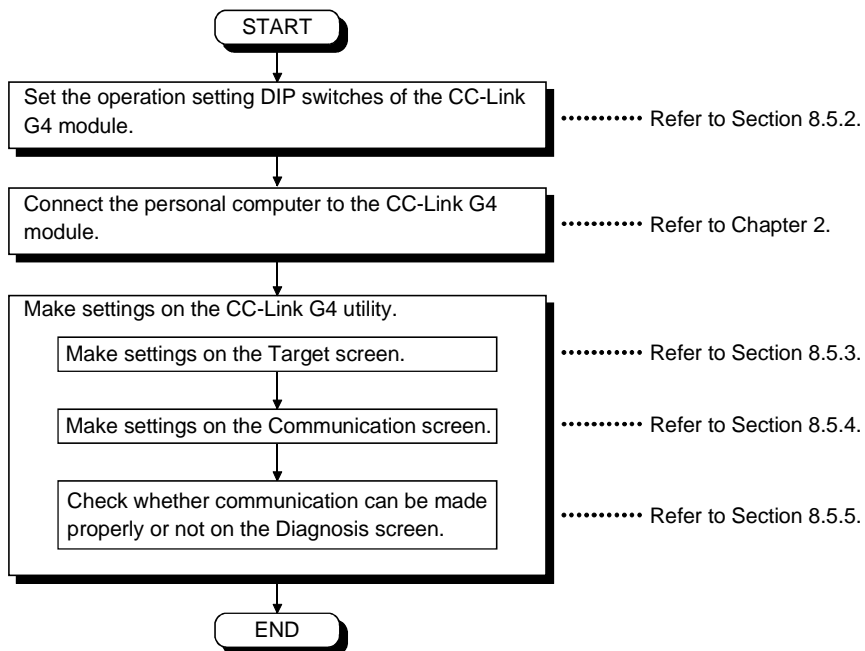 START
Set the operation setting DIP switches of the CC-Link
G4 module.
Refer to Section 8.5.2.
Connect the personal computer to the CC-Link G4
module.
Refer to Chapter 2.
Make settings on the CC-Link G4 utility.
Make settings on the Target screen.
Refer to Section 8.5.3.
Make settings on the Communication screen.
Refer to Section 8.5.4.
Check whether communication can be made
properly or not on the Diagnosis screen.
Refer to Section 8.5.5.
END